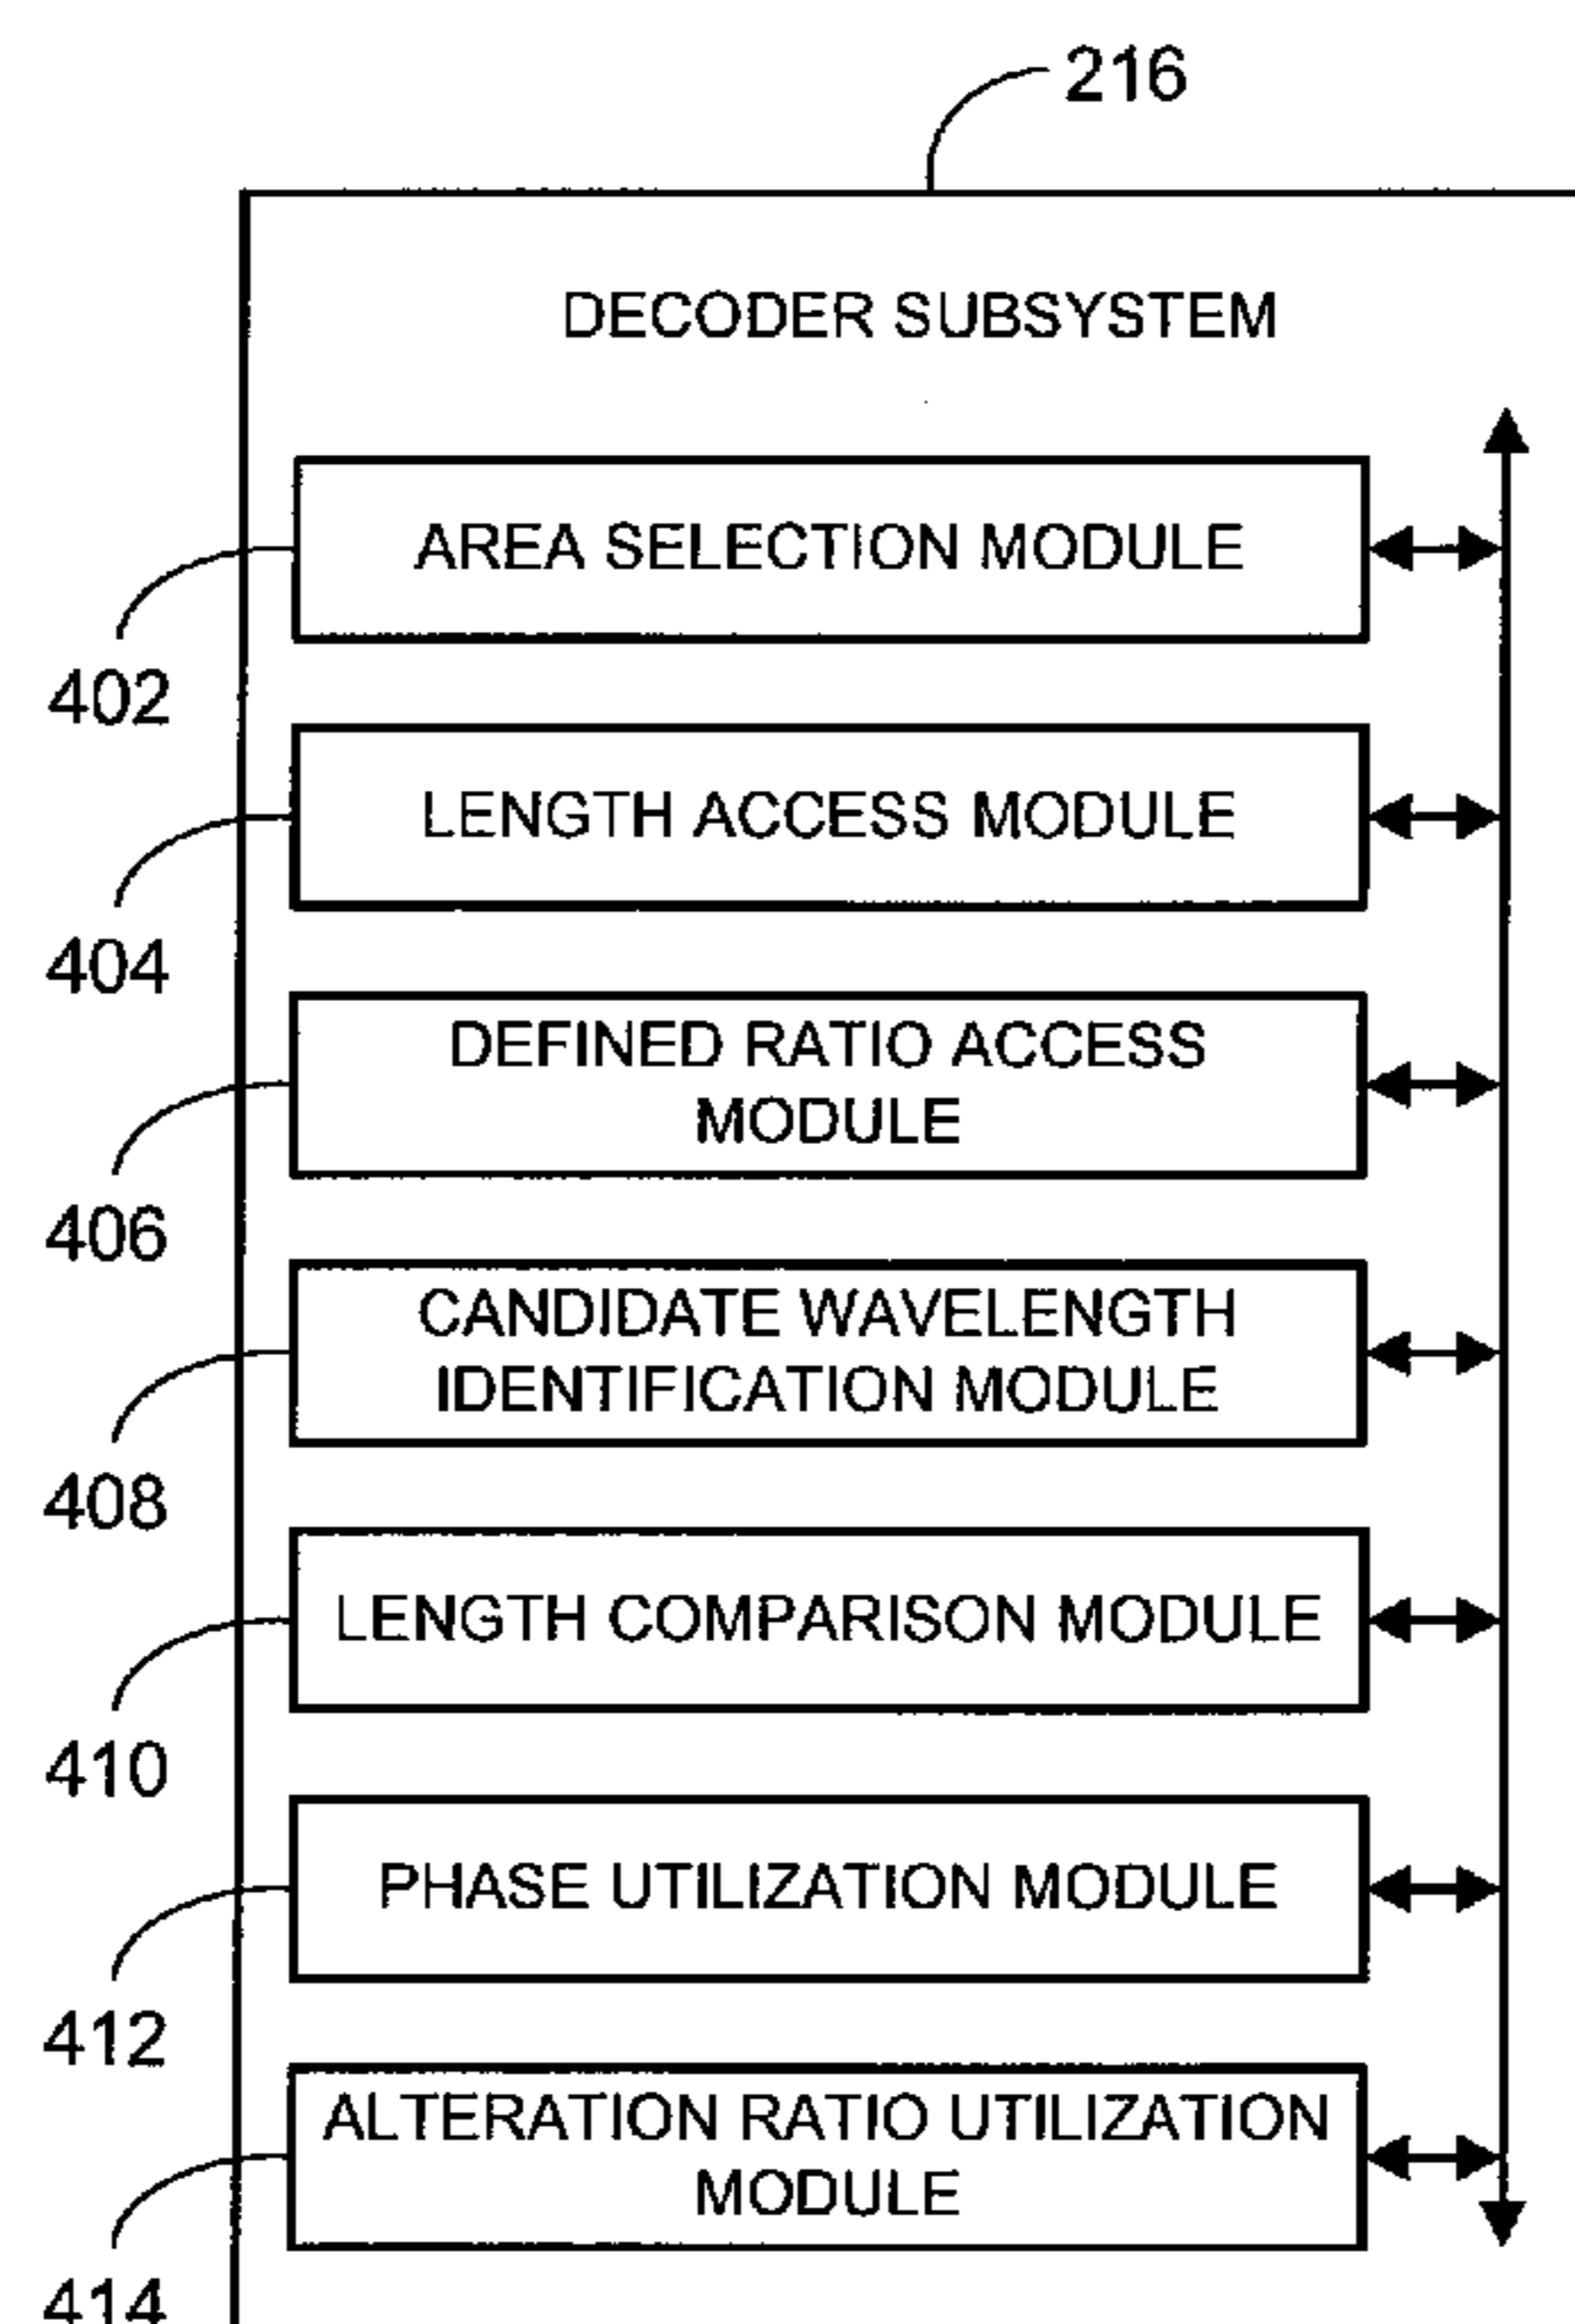 216
DECODER SUBSYSTEM
AREA SELECTION MODULE
402
LENGTH ACCESS MODULE
404
DEFINED RATIO ACCESS
MODULE
406
CANDIDATE WAVELENGTH
IDENTIFICATION MODULE
408
LENGTH COMPARISON MODULE
410
PHASE UTILIZATION MODULE
412
ALTERATION RATIO UTILIZATION
MODULE
414